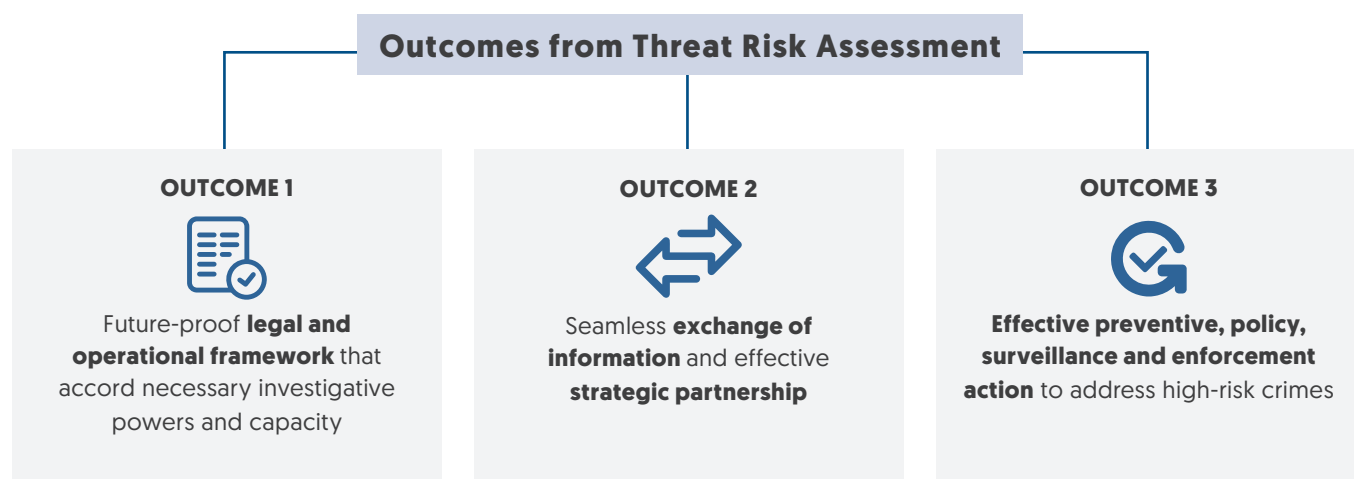 Outcomes from Threat Risk Assessment
OUTCOME 1
Future-proof legal and
operational framework that
accord necessary investigative
powers and capacity
OUTCOME 2
Seamless exchange of
information and effective
strategic partnership
OUTCOME 3
Effective preventive, policy,
surveillance and enforcement
action to address high-risk crimes